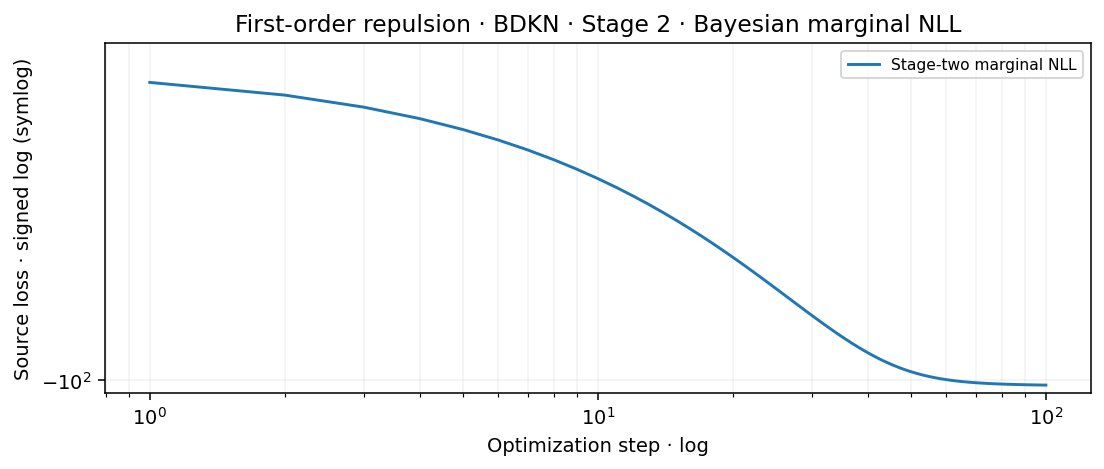 First-order repulsion · BDKN · Stage 2 · Bayesian marginal NLL
Stage-two marginal NLL
Source loss · signed log (symlog)
−10²
10⁰
10¹
10²
Optimization step · log